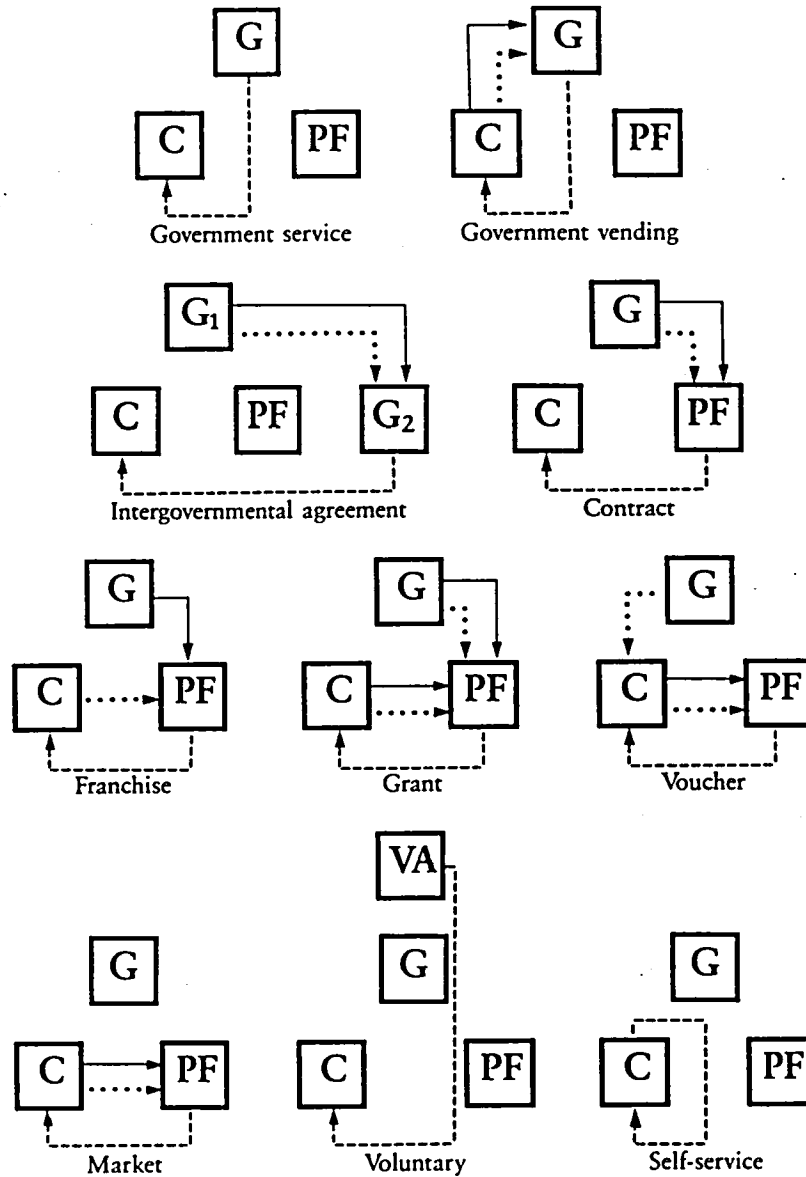 G G
C PF C PF
Government service Government vending
G₁ G
C PF G₂ C PF
Intergovernmental agreement Contract
G G G
C PF C PF C PF
Franchise Grant Voucher
VA
G G G
C PF C PF C PF
Market Voluntary Self-service